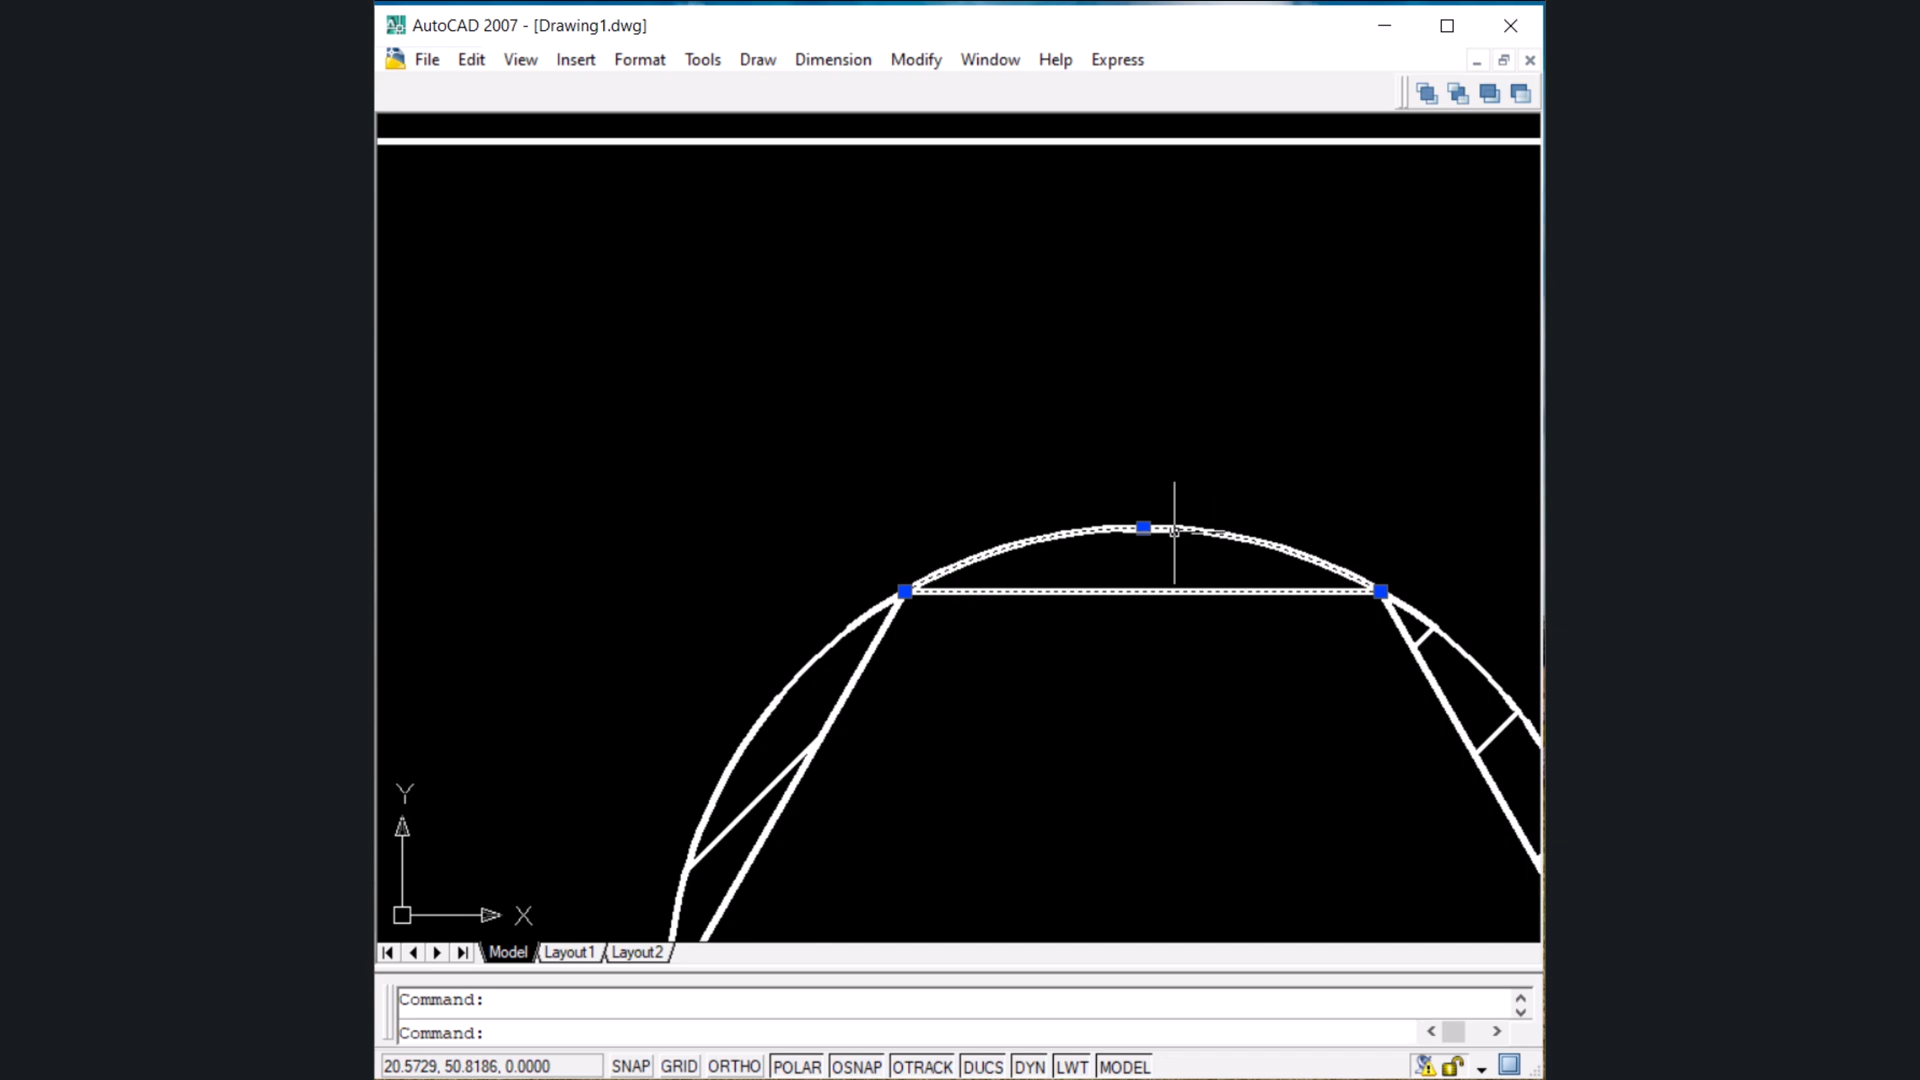 AutoCAD 2007 - [Drawing1.dwg]
File Edit View Insert Format Tools Draw Dimension Modify Window Help Express
Y
X
Model Layout1 Layout2
Command:
Command:
20.5729, 50.8186, 0.0000 SNAP GRID ORTHO POLAR OSNAP OTRACK DUCS DYN LWT MODEL